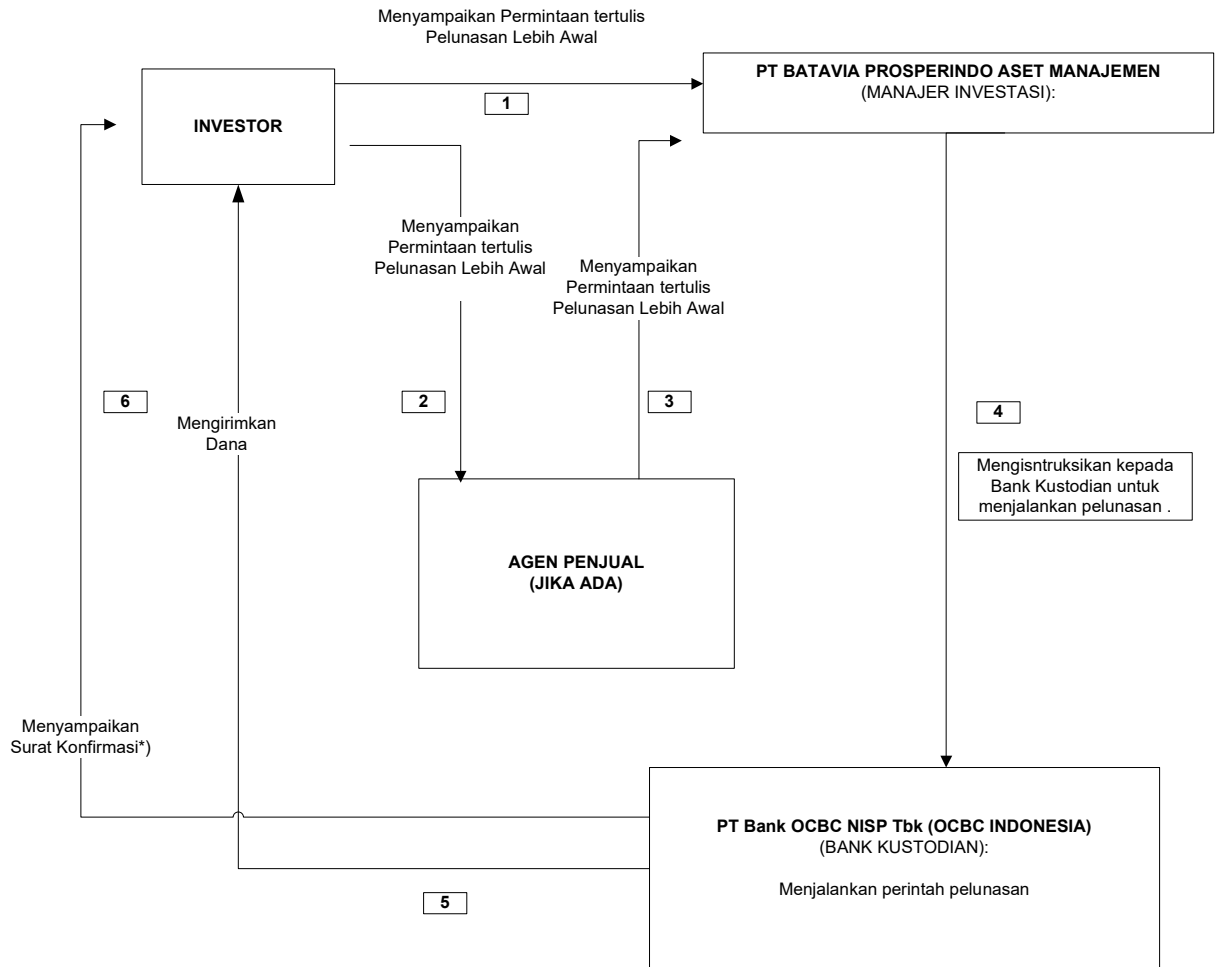 Menyampaikan Permintaan tertulis
Pelunasan Lebih Awal
PT BATAVIA PROSPERINDO ASET MANAJEMEN
(MANAJER INVESTASI):
1
INVESTOR
Menyampaikan
Permintaan tertulis
Pelunasan Lebih Awal
Menyampaikan
Permintaan tertulis
Pelunasan Lebih Awal
6
2
3
4
Mengirimkan
Dana
Mengisntruksikan kepada
Bank Kustodian untuk
menjalankan pelunasan .
AGEN PENJUAL
(JIKA ADA)
Menyampaikan
Surat Konfirmasi*)
PT Bank OCBC NISP Tbk (OCBC INDONESIA)
(BANK KUSTODIAN):
Menjalankan perintah pelunasan
5